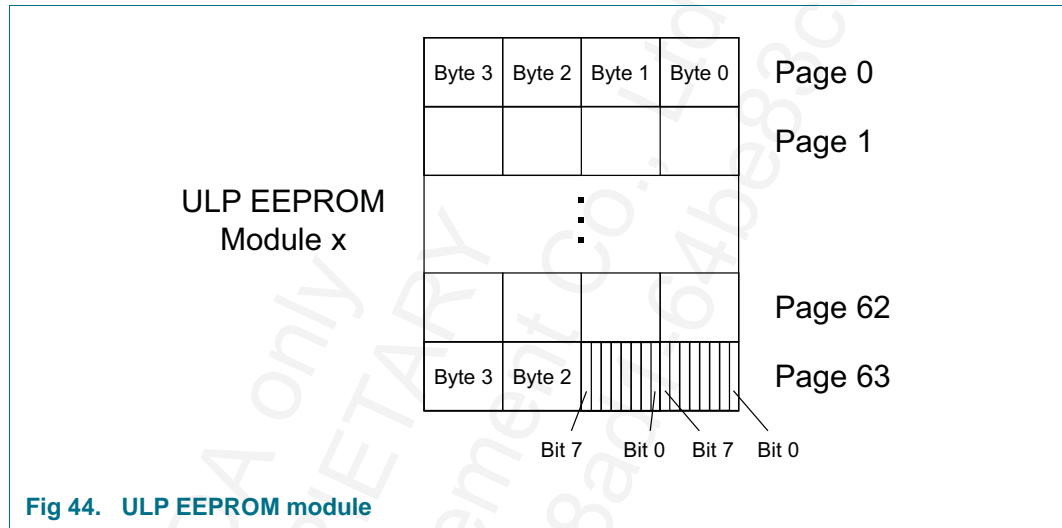 Byte 3 Byte 2 Byte 1 Byte 0 Page 0
Page 1
ULP EEPROM
Module x
Page 62
Byte 3 Byte 2 Page 63
Bit 7 Bit 0 Bit 7 Bit 0
Fig 44. ULP EEPROM module